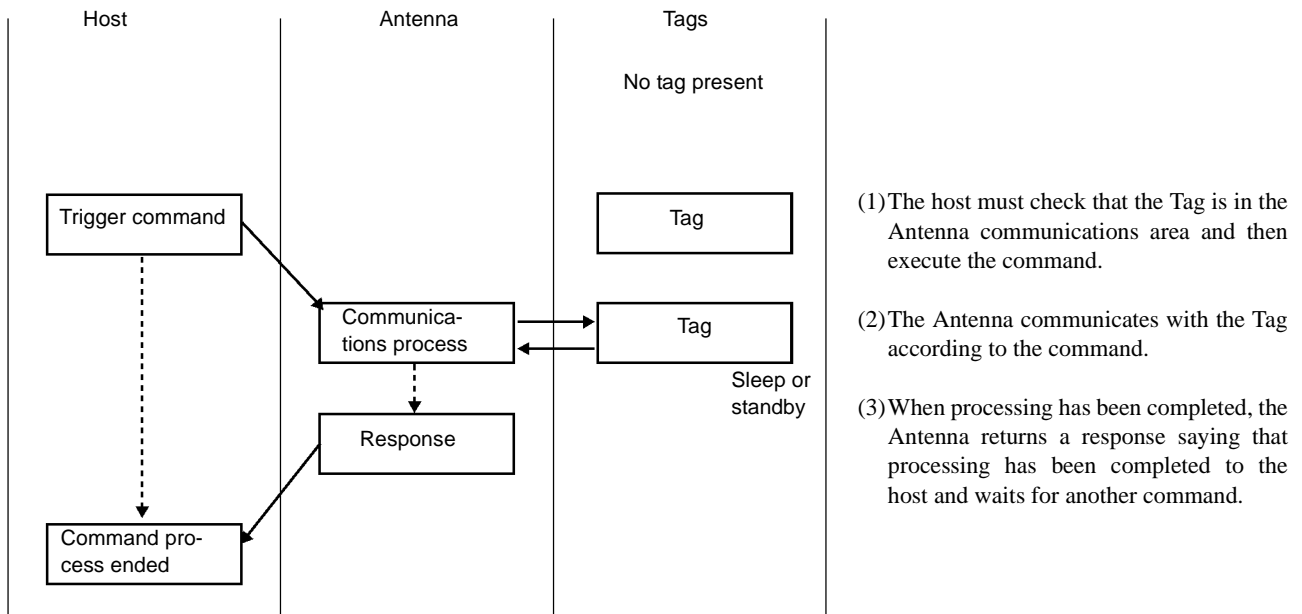 Host
Antenna
Tags
No tag present
Trigger command
Tag
Communica-
tions process
Tag
Sleep or
standby
Response
Command pro-
cess ended
(1) The host must check that the Tag is in the
Antenna communications area and then
execute the command.
(2) The Antenna communicates with the Tag
according to the command.
(3) When processing has been completed, the
Antenna returns a response saying that
processing has been completed to the
host and waits for another command.